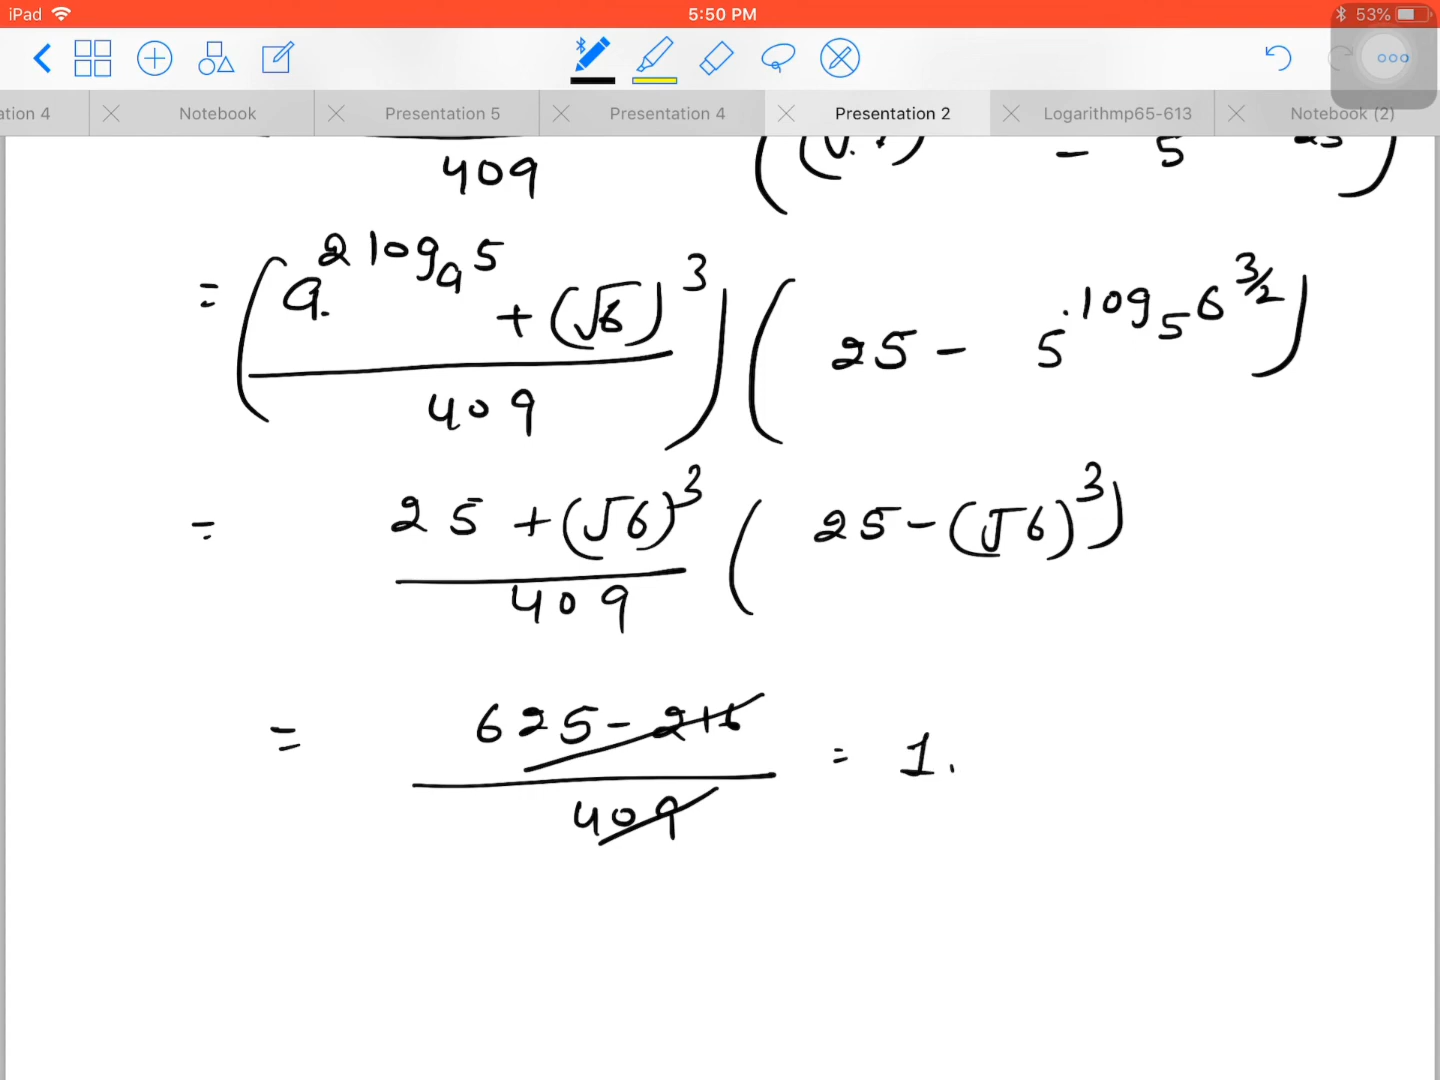 iPad 5:50 PM 53%
ation 4 Notebook Presentation 5 Presentation 4 Presentation 2 Logarithmp65-613 Notebook (2)
409 - 5
= (9^(2 log_9 5) + (√6)^3 / 409) (25 - 5^(log_5 6^(3/2)))
= 25 + (√6)^3 / 409 (25 - (√6)^3)
= 625 - 216 / 409 = 1.